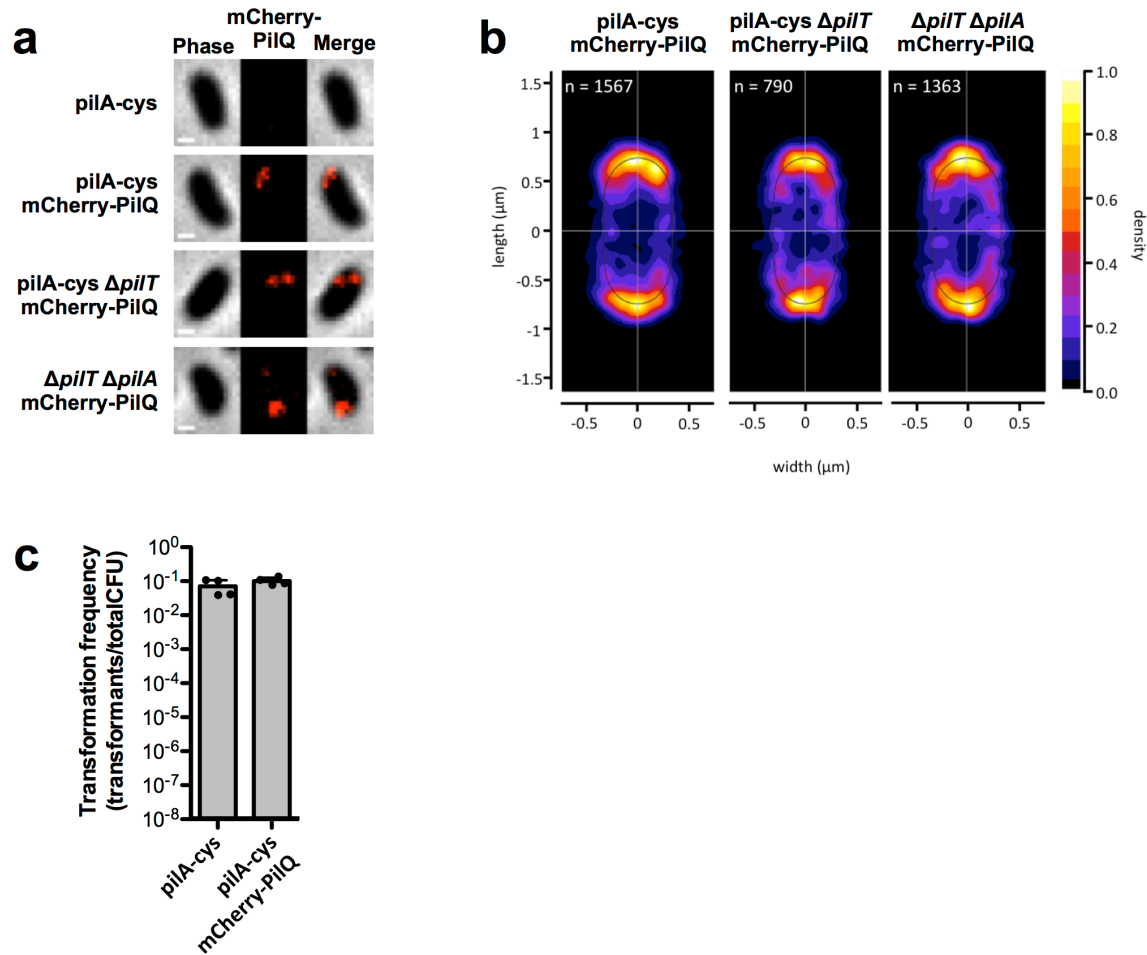 a
Phase
mCherry-
PilQ
Merge
pilA-cys
pilA-cys
mCherry-PilQ
pilA-cys ΔpilT
mCherry-PilQ
ΔpilT ΔpilA
mCherry-PilQ
b
pilA-cys
mCherry-PilQ
pilA-cys ΔpilT
mCherry-PilQ
ΔpilT ΔpilA
mCherry-PilQ
n = 1567
n = 790
n = 1363
length (µm)
1.5
1
0.5
0
-0.5
-1
-1.5
-0.5 0 0.5
-0.5 0 0.5
-0.5 0 0.5
width (µm)
1.0
0.8
0.6
0.4
0.2
0.0
density
c
Transformation frequency
(transformants/totalCFU)
10⁰
10⁻¹
10⁻²
10⁻³
10⁻⁴
10⁻⁵
10⁻⁶
10⁻⁷
10⁻⁸
pilA-cys
pilA-cys
mCherry-PilQ